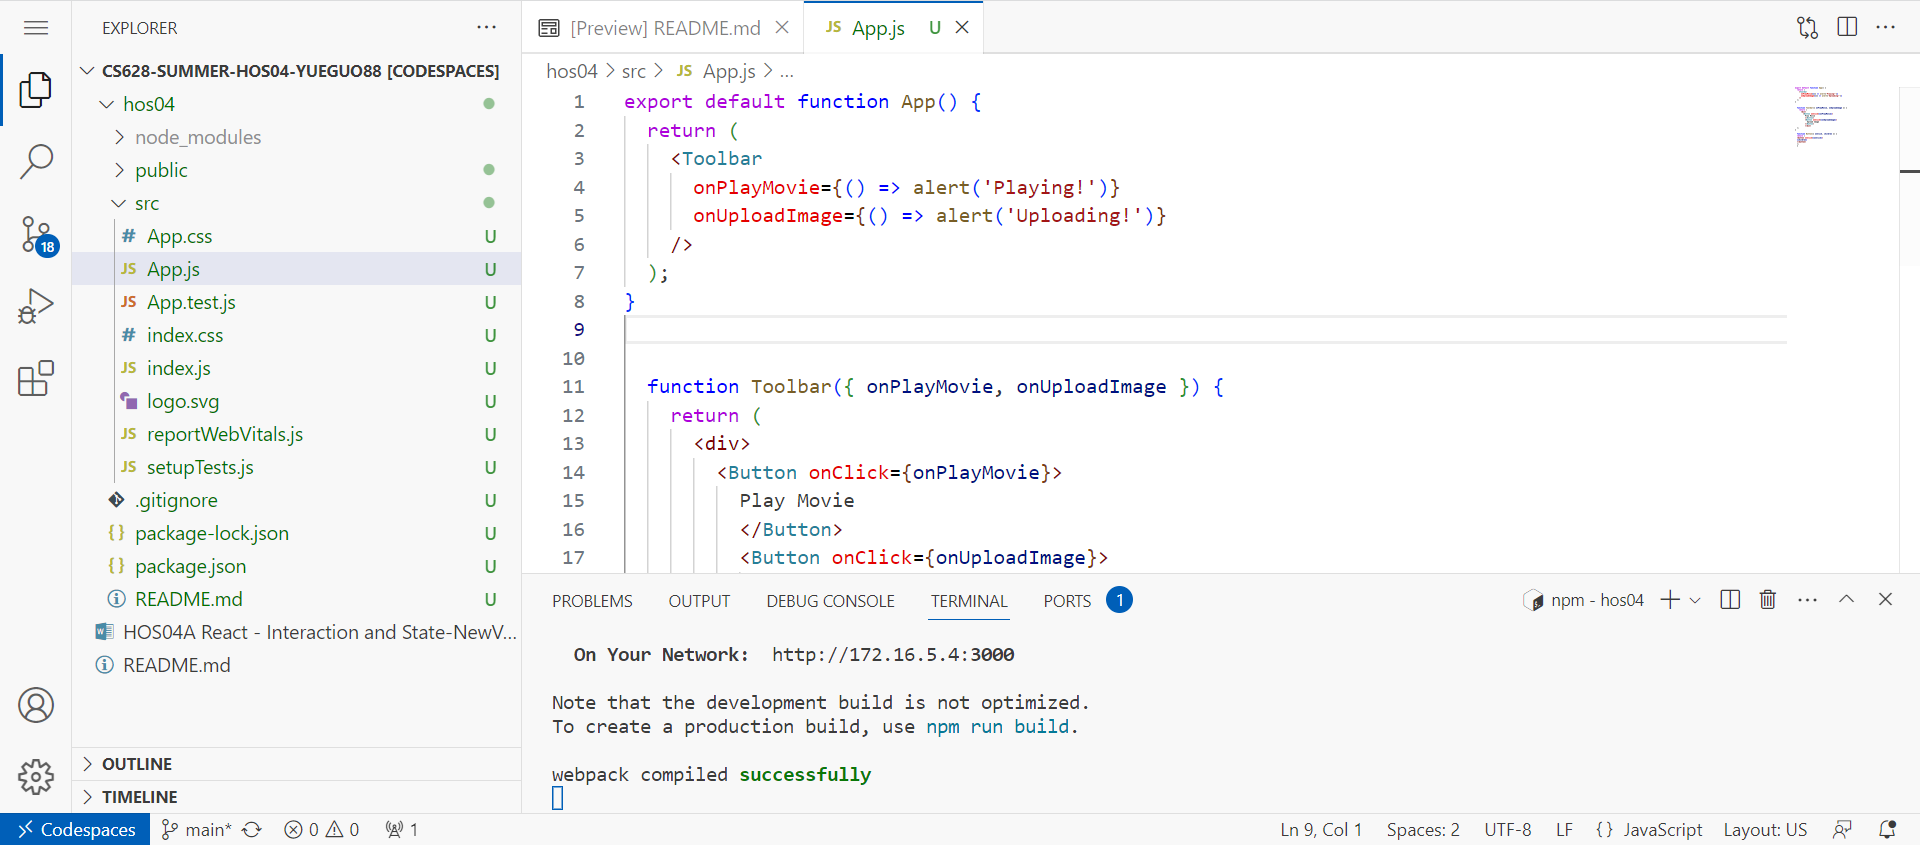 EXPLORER
CS628-SUMMER-HOS04-YUEGUO88 [CODESPACES]
hos04
node_modules
public
src
# App.css U
JS App.js U
JS App.test.js U
# index.css U
JS index.js U
logo.svg U
JS reportWebVitals.js U
JS setupTests.js U
.gitignore U
{} package-lock.json U
{} package.json U
README.md U
HOS04A React - Interaction and State-NewV...
README.md
OUTLINE
TIMELINE
18
[Preview] README.md
JS App.js U
hos04 > src > JS App.js > ...
1 export default function App() {
2 return (
3 <Toolbar
4 onPlayMovie={() => alert('Playing!')}
5 onUploadImage={() => alert('Uploading!')}
6 />
7 );
8 }
9
10
11 function Toolbar({ onPlayMovie, onUploadImage }) {
12 return (
13 <div>
14 <Button onClick={onPlayMovie}>
15 Play Movie
16 </Button>
17 <Button onClick={onUploadImage}>
PROBLEMS OUTPUT DEBUG CONSOLE TERMINAL PORTS 1
npm - hos04
On Your Network: http://172.16.5.4:3000
Note that the development build is not optimized.
To create a production build, use npm run build.
webpack compiled successfully
Codespaces main* 0 0 1
Ln 9, Col 1 Spaces: 2 UTF-8 LF {} JavaScript Layout: US